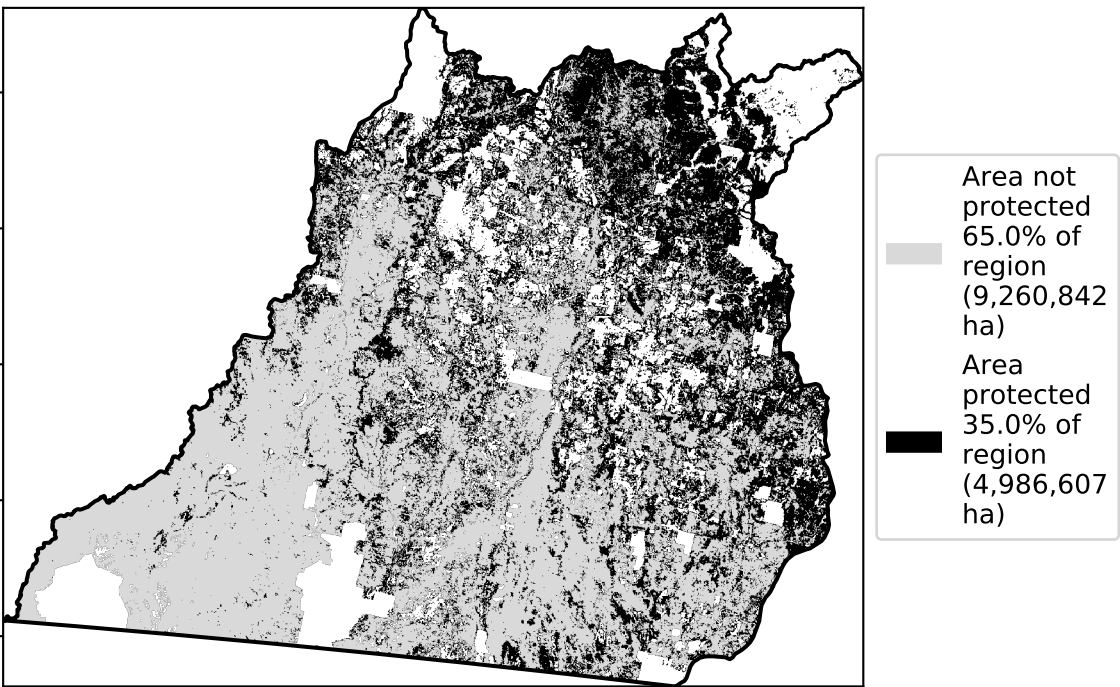 Area not
protected
65.0% of
region
(9,260,842
ha)
Area
protected
35.0% of
region
(4,986,607
ha)